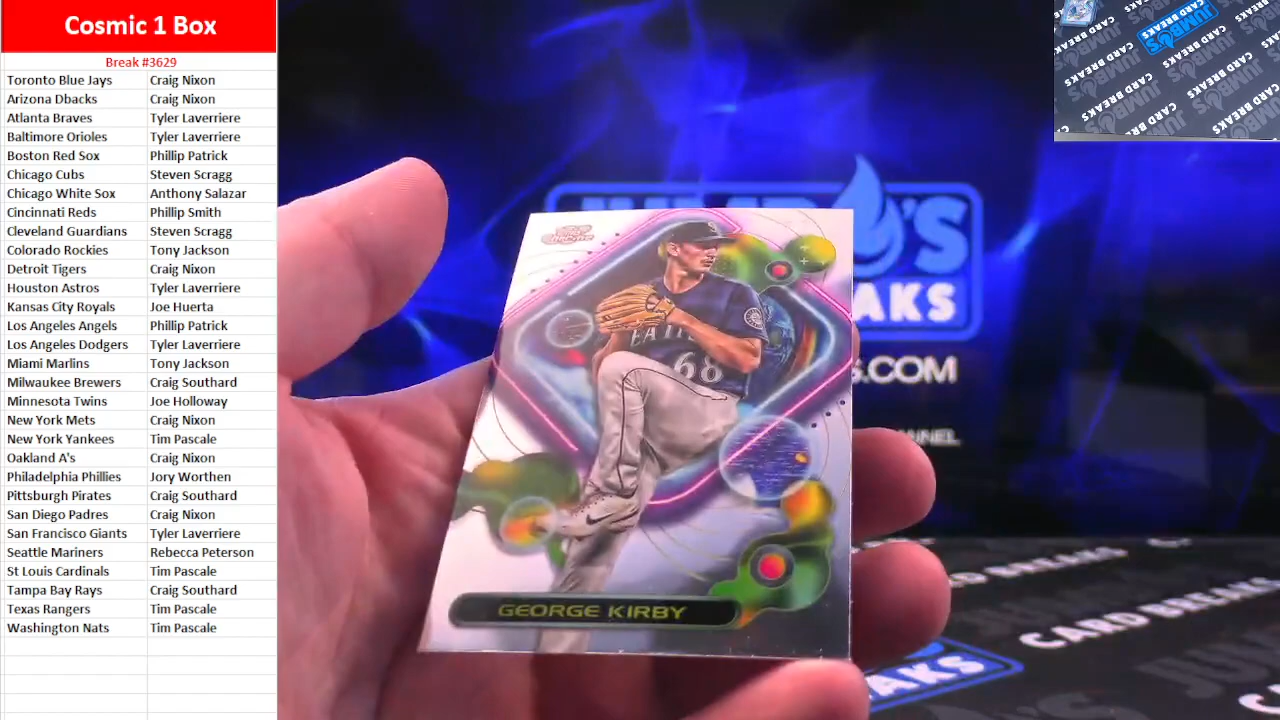 Cosmic 1 Box
Break #3629
Toronto Blue Jays Craig Nixon
Arizona Dbacks Craig Nixon
Atlanta Braves Tyler Laverriere
Baltimore Orioles Tyler Laverriere
Boston Red Sox Phillip Patrick
Chicago Cubs Steven Scragg
Chicago White Sox Anthony Salazar
Cincinnati Reds Phillip Smith
Cleveland Guardians Steven Scragg
Colorado Rockies Tony Jackson
Detroit Tigers Craig Nixon
Houston Astros Tyler Laverriere
Kansas City Royals Joe Huerta
Los Angeles Angels Phillip Patrick
Los Angeles Dodgers Tyler Laverriere
Miami Marlins Tony Jackson
Milwaukee Brewers Craig Southard
Minnesota Twins Joe Holloway
New York Mets Craig Nixon
New York Yankees Tim Pascale
Oakland A's Craig Nixon
Philadelphia Phillies Jory Worthen
Pittsburgh Pirates Craig Southard
San Diego Padres Craig Nixon
San Francisco Giants Tyler Laverriere
Seattle Mariners Rebecca Peterson
St Louis Cardinals Tim Pascale
Tampa Bay Rays Craig Southard
Texas Rangers Tim Pascale
Washington Nats Tim Pascale
68
GEORGE KIRBY
CARD BREAKS
JUMBO'S
CARD BREAKS
CARD BREAKS
CARD BREAKS